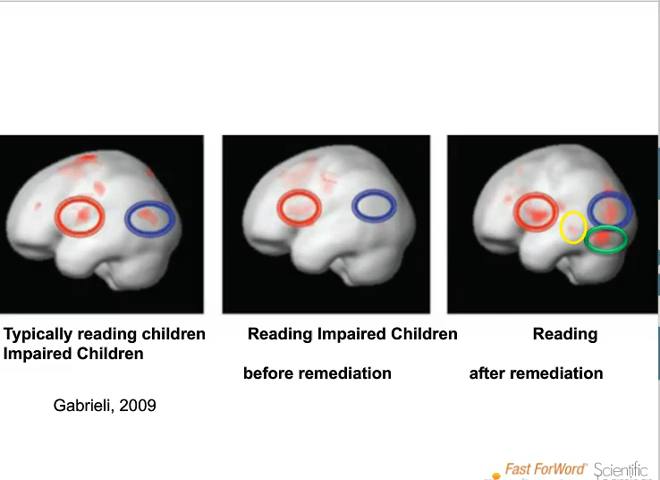 Typically reading children Reading Impaired Children Reading
Impaired Children
before remediation after remediation
Gabrieli, 2009
Fast ForWord Scientific